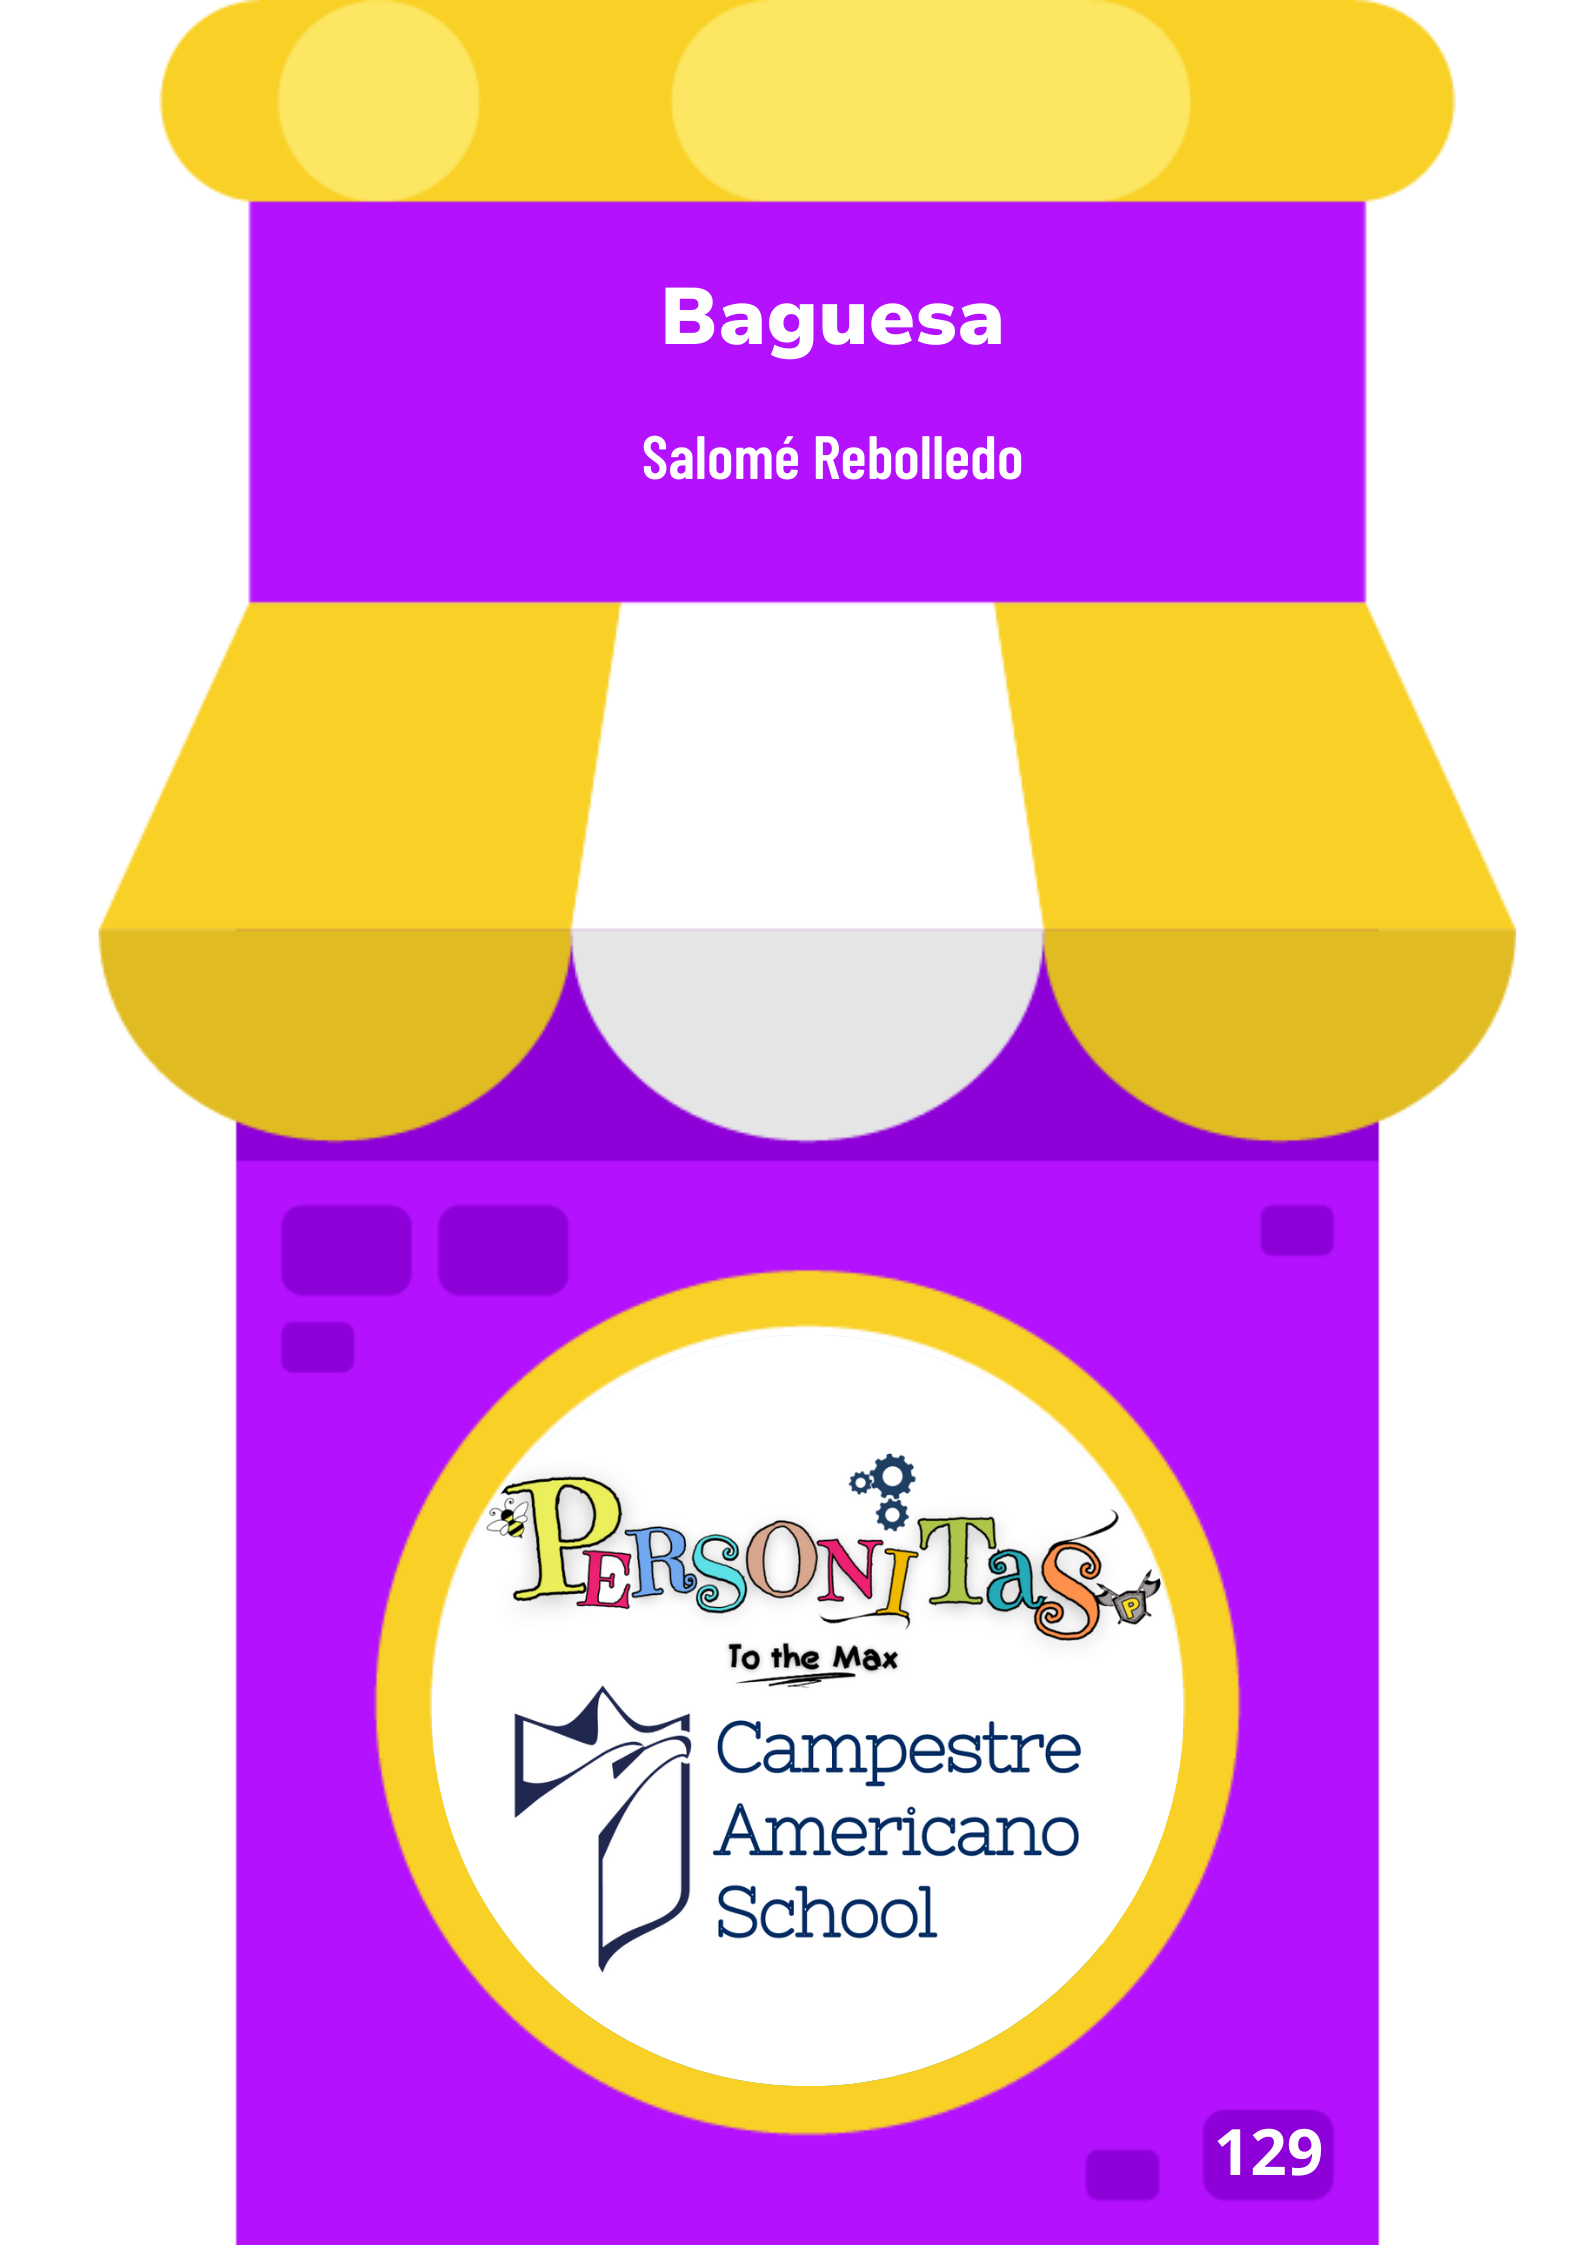 Baguesa
Salomé Rebolledo
PERSONITaS
P
To the Max
Campestre
Americano
School
129